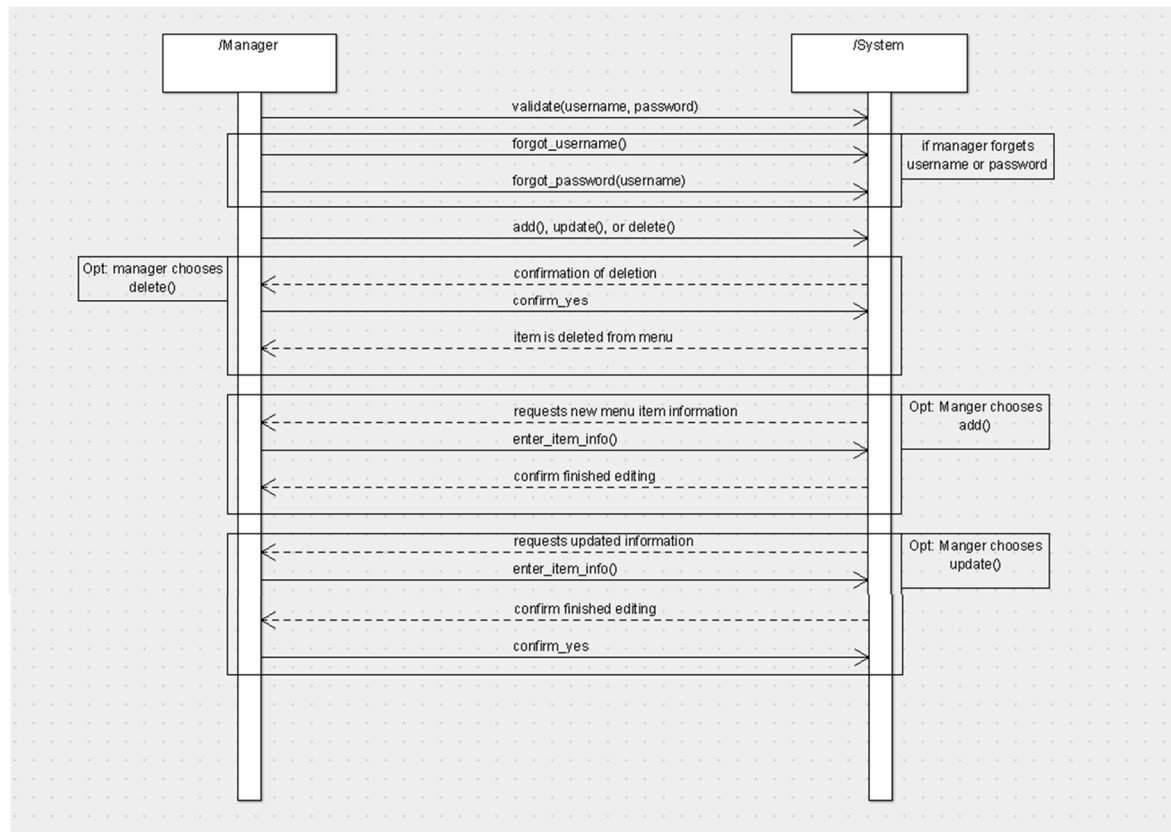 /Manager
/System
validate(username, password)
forgot_username()
if manager forgets
username or password
forgot_password(username)
add(), update(), or delete()
Opt: manager chooses
delete()
confirmation of deletion
confirm_yes
item is deleted from menu
requests new menu item information
Opt: Manger chooses
add()
enter_item_info()
confirm finished editing
requests updated information
Opt: Manger chooses
update()
enter_item_info()
confirm finished editing
confirm_yes